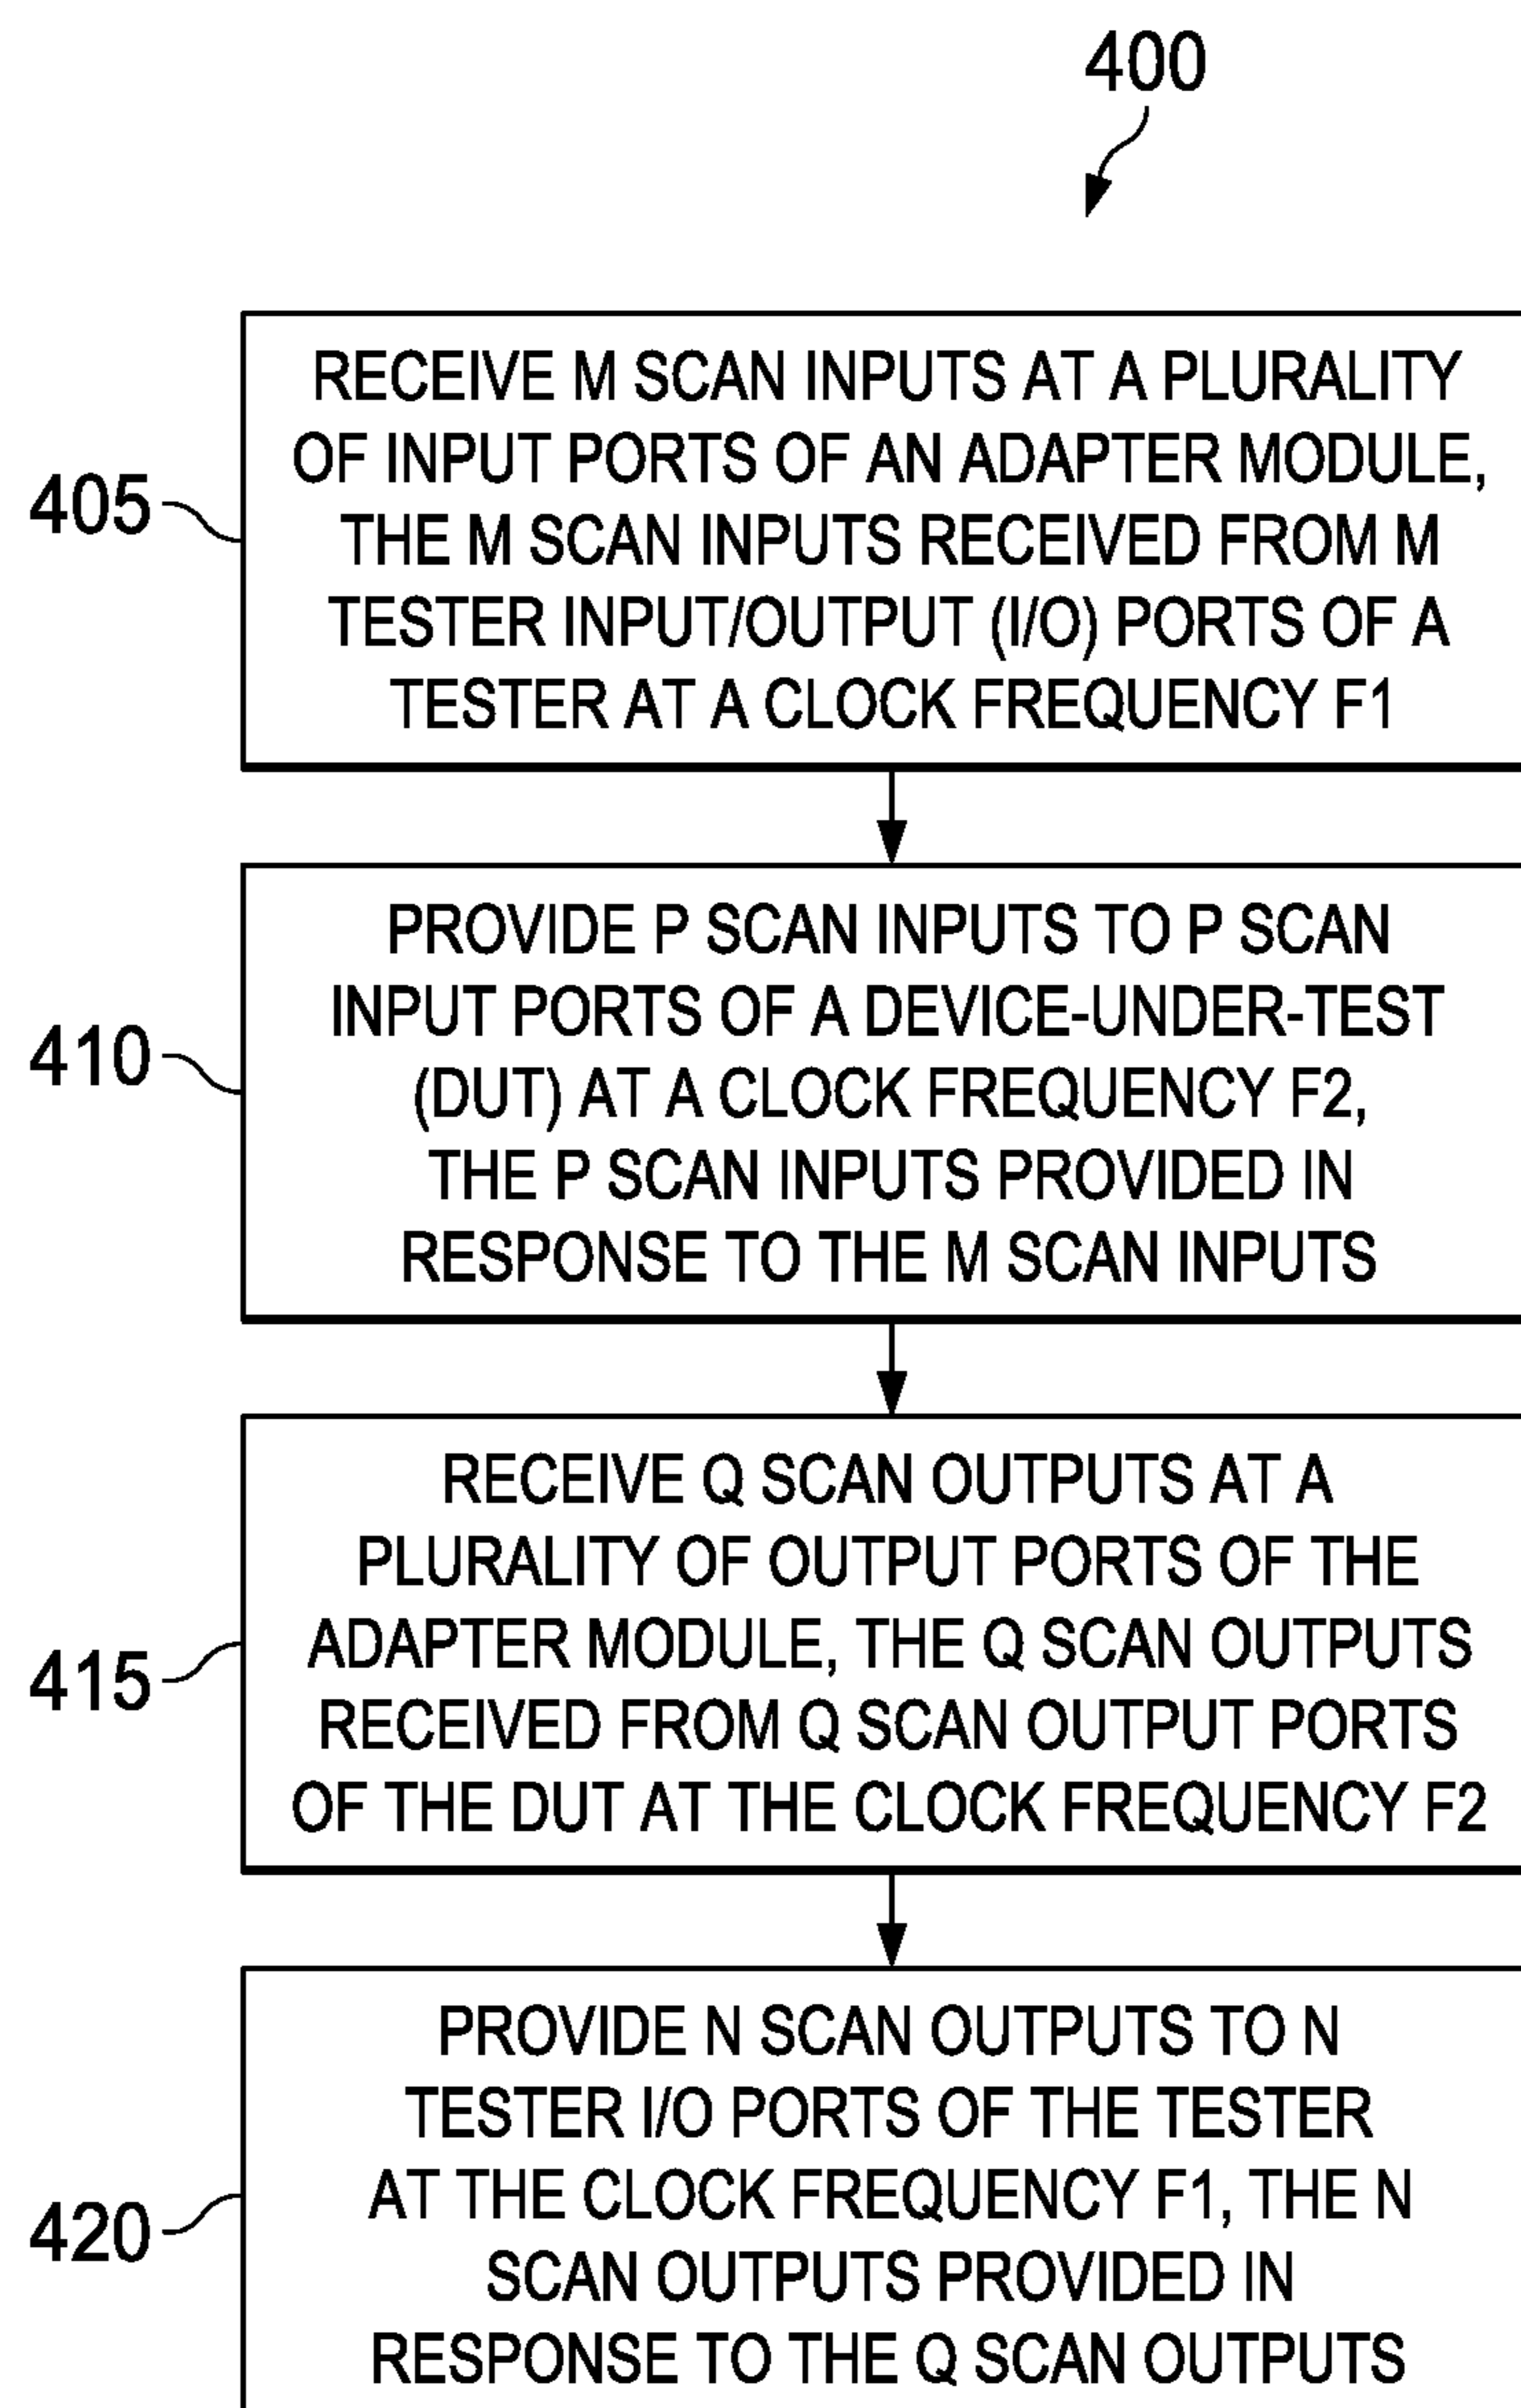 400
405
RECEIVE M SCAN INPUTS AT A PLURALITY
OF INPUT PORTS OF AN ADAPTER MODULE,
THE M SCAN INPUTS RECEIVED FROM M
TESTER INPUT/OUTPUT (I/O) PORTS OF A
TESTER AT A CLOCK FREQUENCY F1
410
PROVIDE P SCAN INPUTS TO P SCAN
INPUT PORTS OF A DEVICE-UNDER-TEST
(DUT) AT A CLOCK FREQUENCY F2,
THE P SCAN INPUTS PROVIDED IN
RESPONSE TO THE M SCAN INPUTS
415
RECEIVE Q SCAN OUTPUTS AT A
PLURALITY OF OUTPUT PORTS OF THE
ADAPTER MODULE, THE Q SCAN OUTPUTS
RECEIVED FROM Q SCAN OUTPUT PORTS
OF THE DUT AT THE CLOCK FREQUENCY F2
420
PROVIDE N SCAN OUTPUTS TO N
TESTER I/O PORTS OF THE TESTER
AT THE CLOCK FREQUENCY F1, THE N
SCAN OUTPUTS PROVIDED IN
RESPONSE TO THE Q SCAN OUTPUTS